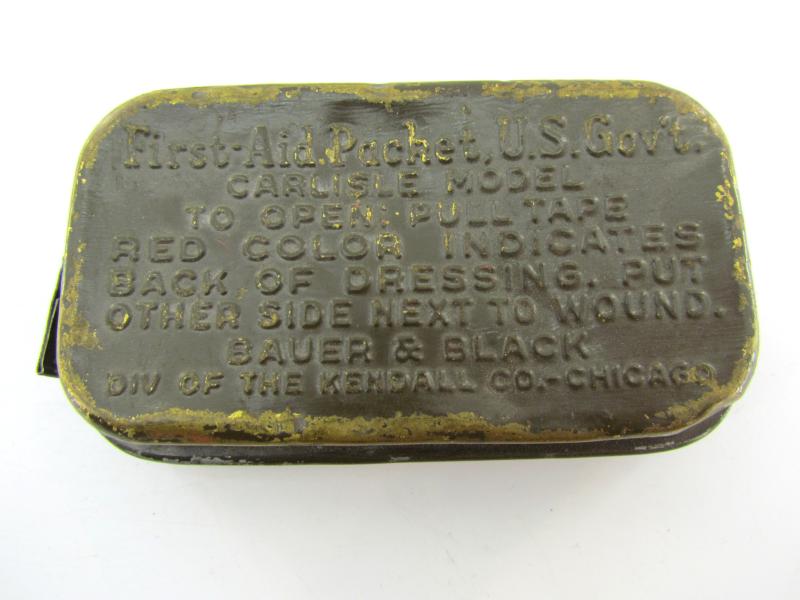 First-Aid Packet, U.S. Gov't.
CARLISLE MODEL
TO OPEN: PULL TAPE
RED COLOR INDICATES
BACK OF DRESSING. PUT
OTHER SIDE NEXT TO WOUND.
BAUER & BLACK
DIV OF THE KENDALL CO.-CHICAGO